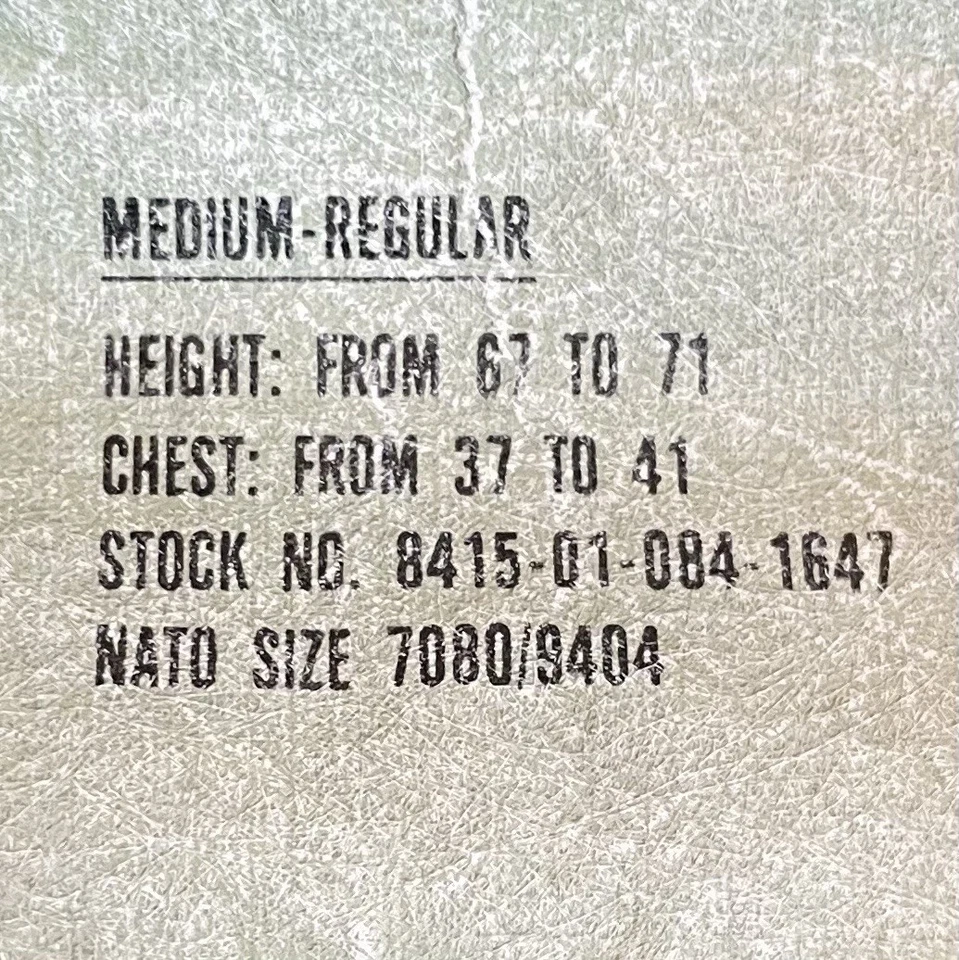 MEDIUM-REGULAR
HEIGHT: FROM 67 TO 71
CHEST: FROM 37 TO 41
STOCK NO. 8415-01-084-1647
NATO SIZE 7080/9404